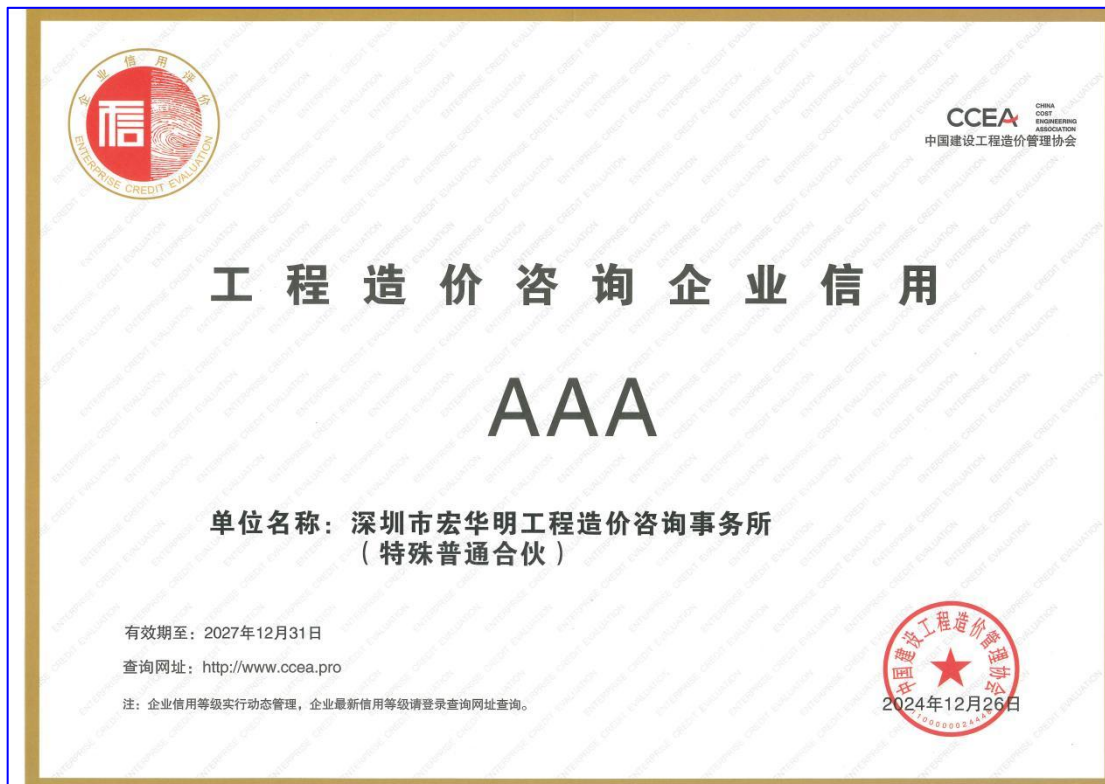 企业信用评价
信
ENTERPRISE CREDIT EVALUATION
CCEA
CHINA
COST
ENGINEERING
ASSOCIATION
中国建设工程造价管理协会
工程造价咨询企业信用
AAA
单位名称：深圳市宏华明工程造价咨询事务所
（特殊普通合伙）
有效期至：2027年12月31日
查询网址：http://www.ccea.pro
注：企业信用等级实行动态管理，企业最新信用等级请登录查询网址查询。
中国建设工程造价管理协会
2024年12月26日